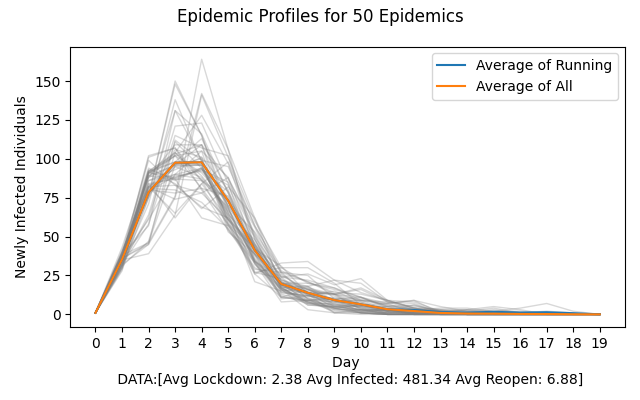 Epidemic Profiles for 50 Epidemics
Average of Running
Average of All
Newly Infected Individuals
150
125
100
75
50
25
0
0 1 2 3 4 5 6 7 8 9 10 11 12 13 14 15 16 17 18 19
Day
DATA:[Avg Lockdown: 2.38 Avg Infected: 481.34 Avg Reopen: 6.88]